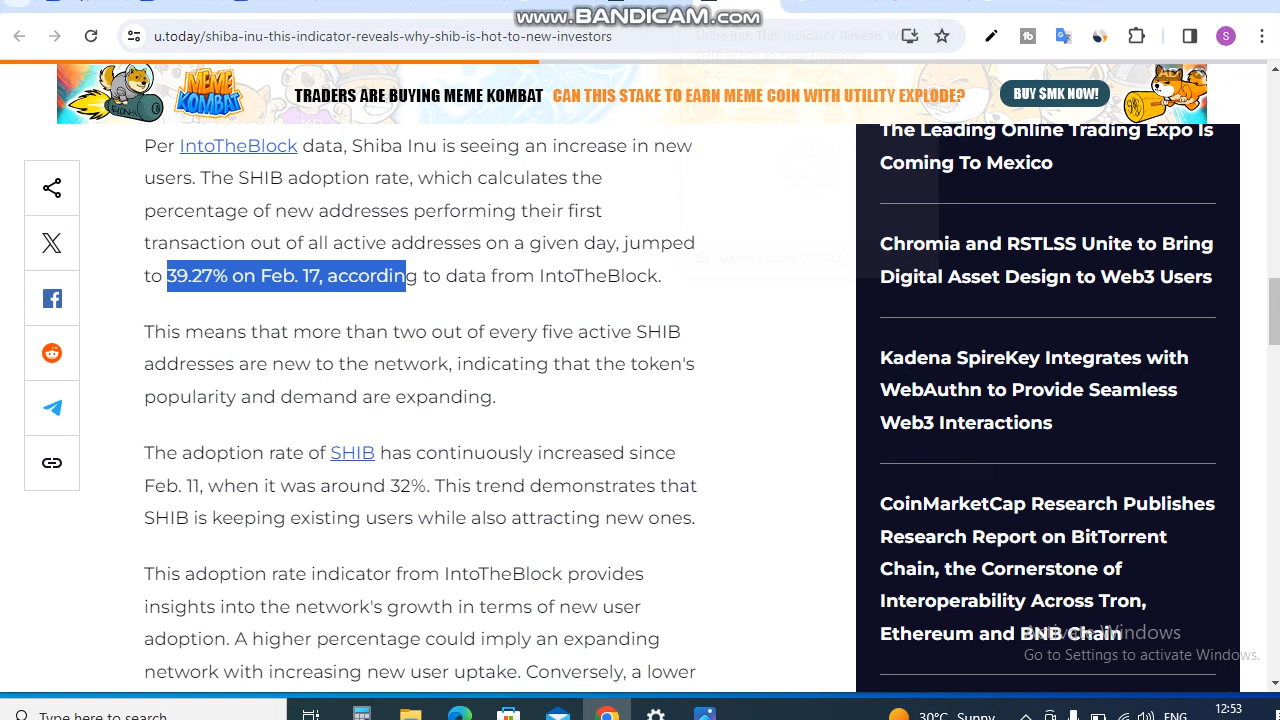 www.BANDICAM.com
u.today/shiba-inu-this-indicator-reveals-why-shib-is-hot-to-new-investors
S
MEME KOMBAT
TRADERS ARE BUYING MEME KOMBAT CAN THIS STAKE TO EARN MEME COIN WITH UTILITY EXPLODE?
BUY $MK NOW!
Per IntoTheBlock data, Shiba Inu is seeing an increase in new
users. The SHIB adoption rate, which calculates the
percentage of new addresses performing their first
transaction out of all active addresses on a given day, jumped
to 39.27% on Feb. 17, according to data from IntoTheBlock.
This means that more than two out of every five active SHIB
addresses are new to the network, indicating that the token's
popularity and demand are expanding.
The adoption rate of SHIB has continuously increased since
Feb. 11, when it was around 32%. This trend demonstrates that
SHIB is keeping existing users while also attracting new ones.
This adoption rate indicator from IntoTheBlock provides
insights into the network's growth in terms of new user
adoption. A higher percentage could imply an expanding
network with increasing new user uptake. Conversely, a lower
The Leading Online Trading Expo Is
Coming To Mexico
Chromia and RSTLSS Unite to Bring
Digital Asset Design to Web3 Users
Kadena SpireKey Integrates with
WebAuthn to Provide Seamless
Web3 Interactions
CoinMarketCap Research Publishes
Research Report on BitTorrent
Chain, the Cornerstone of
Interoperability Across Tron,
Ethereum and BNB Chain
Activate Windows
Go to Settings to activate Windows.
Type here to search
30°C Sunny
ENG
12:53